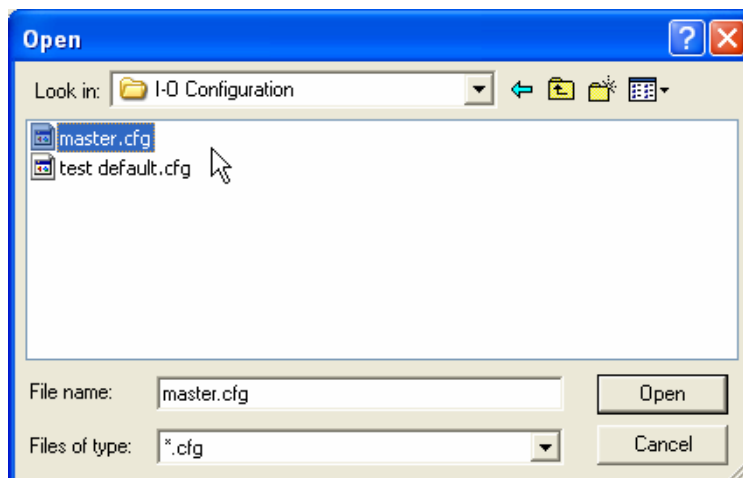 Open
Look in: I-O Configuration
master.cfg
test default.cfg
File name: master.cfg Open
Files of type: *.cfg Cancel